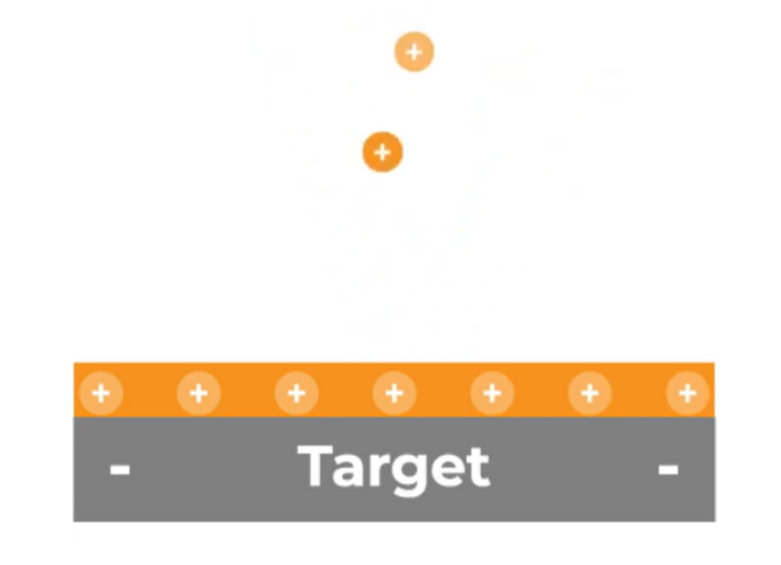 +
+
+ + + + + + +
- Target -